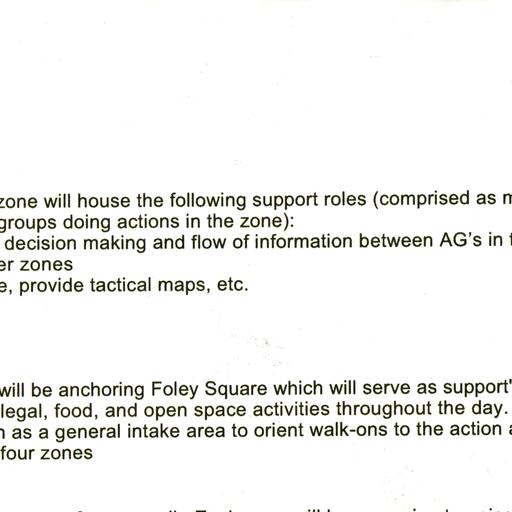 zone will house the following support roles (comprised as m
groups doing actions in the zone):
decision making and flow of information between AG's in
er zones
e, provide tactical maps, etc.
will be anchoring Foley Square which will serve as support"
legal, food, and open space activities throughout the day.
as a general intake area to orient walk-ons to the action
four zones